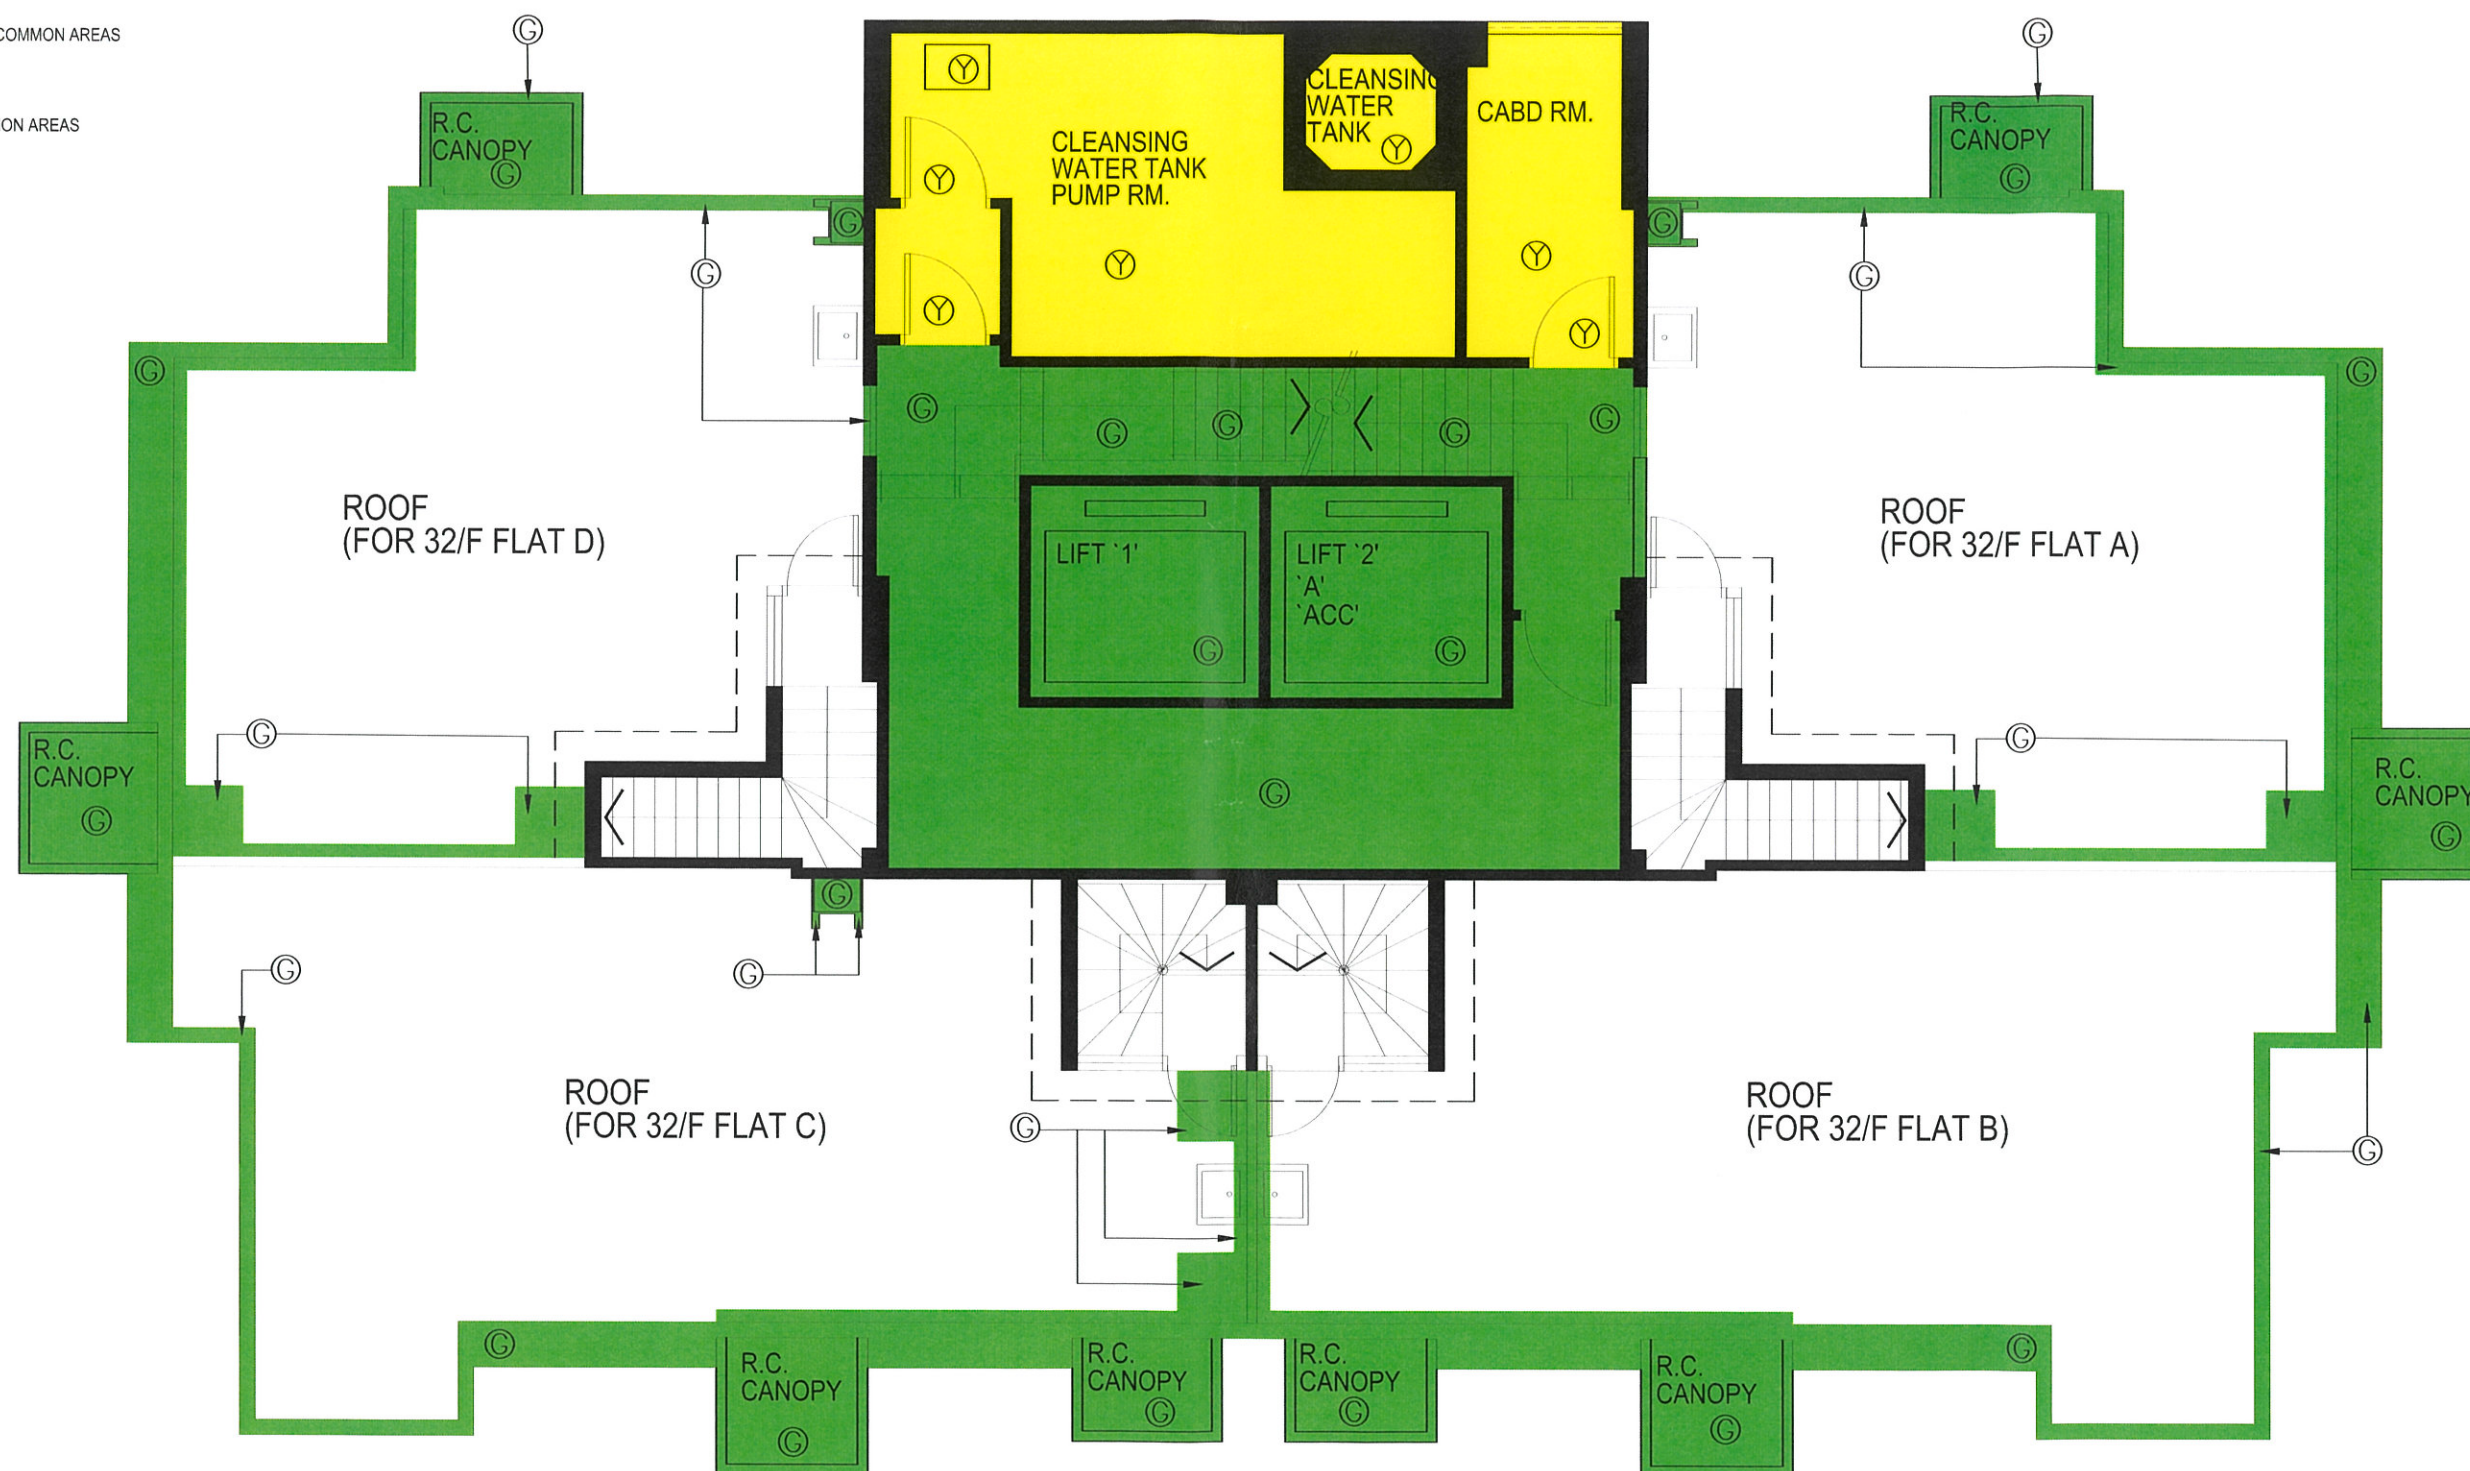 COMMON AREAS
ON AREAS
G
G
R.C.
CANOPY
G
R.C.
CANOPY
G
Y
CLEANSING
WATER TANK
PUMP RM.
CLEANSING
WATER
TANK
Y
CABD RM.
Y
Y
Y
Y
Y
G
G
G
G
G
G
G
G
G
G
G
G
ROOF
(FOR 32/F FLAT D)
ROOF
(FOR 32/F FLAT A)
LIFT `1'
G
LIFT `2'
`A'
`ACC'
G
R.C.
CANOPY
G
G
G
R.C.
CANOPY
G
G
G
G
G
ROOF
(FOR 32/F FLAT C)
ROOF
(FOR 32/F FLAT B)
G
G
G
G
R.C.
CANOPY
G
R.C.
CANOPY
G
R.C.
CANOPY
G
R.C.
CANOPY
G